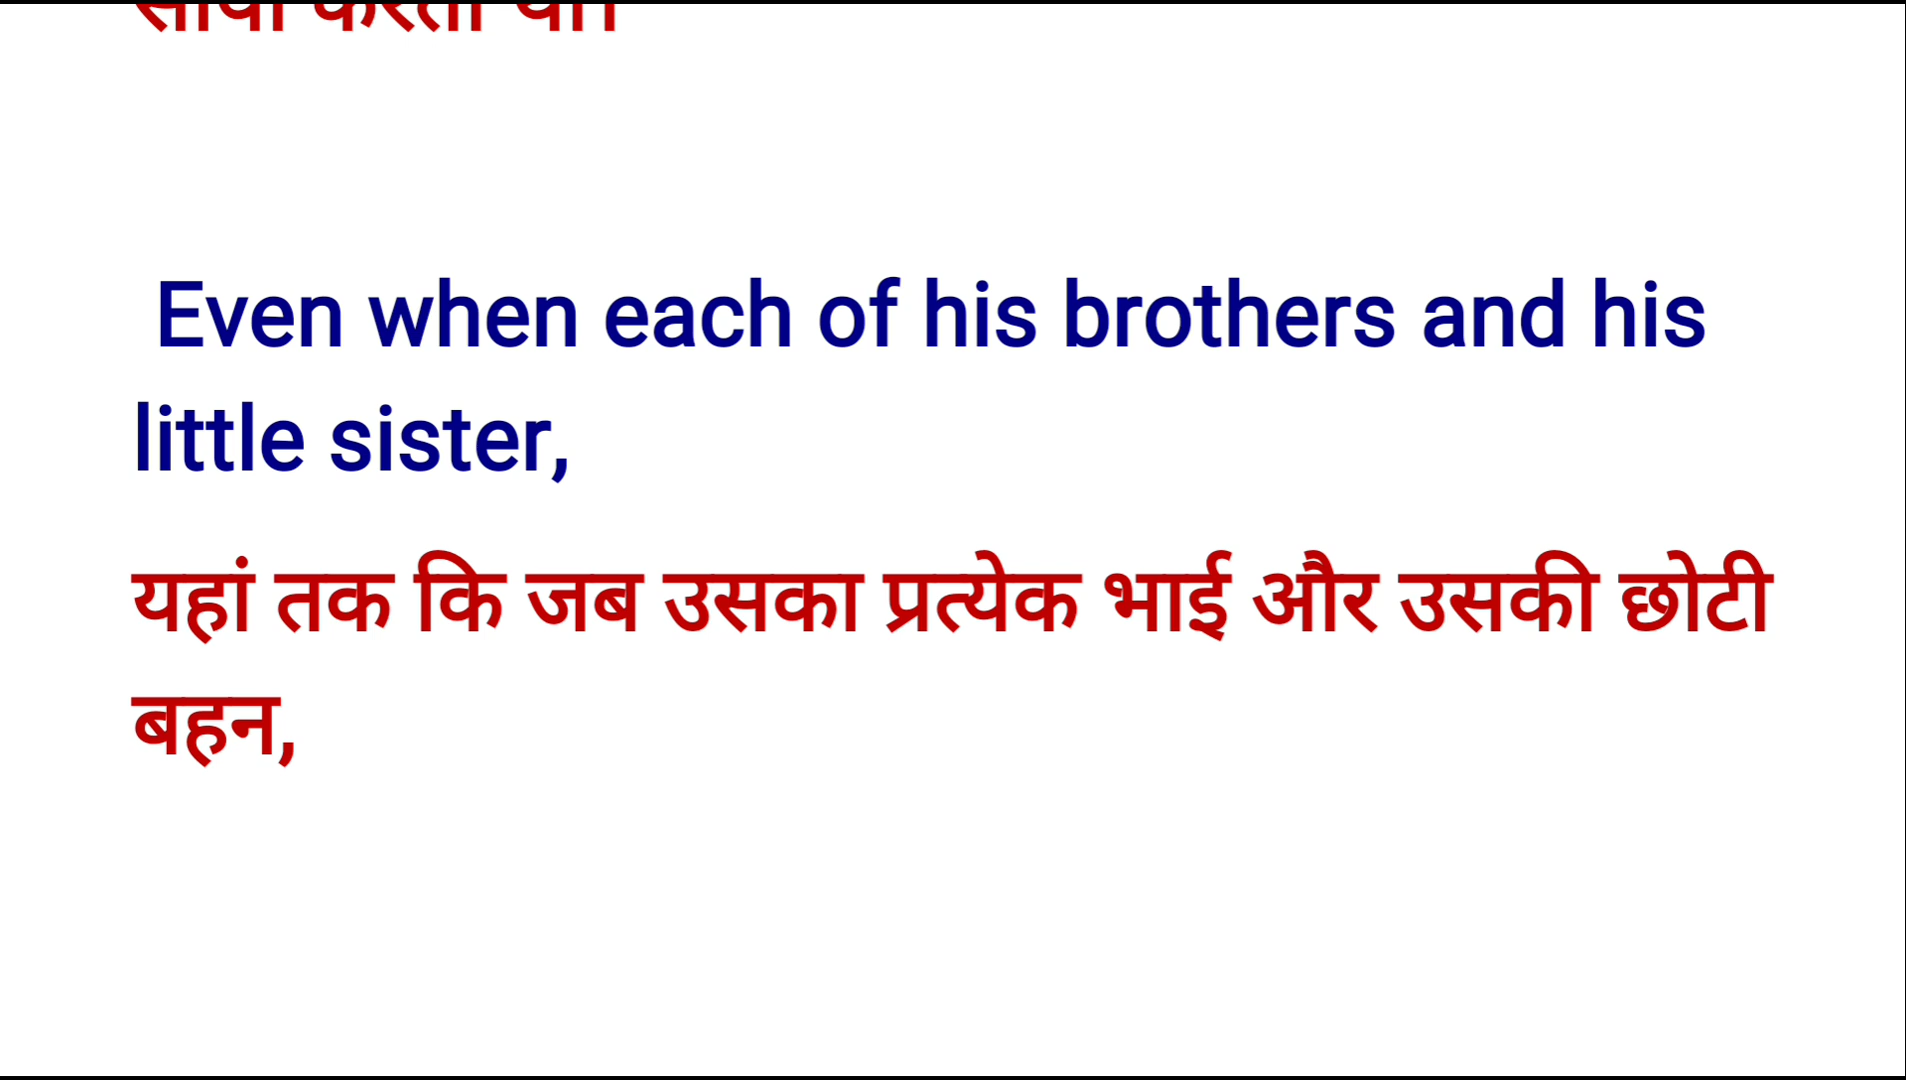 Even when each of his brothers and his
little sister,
यहां तक कि जब उसका प्रत्येक भाई और उसकी छोटी
बहन,